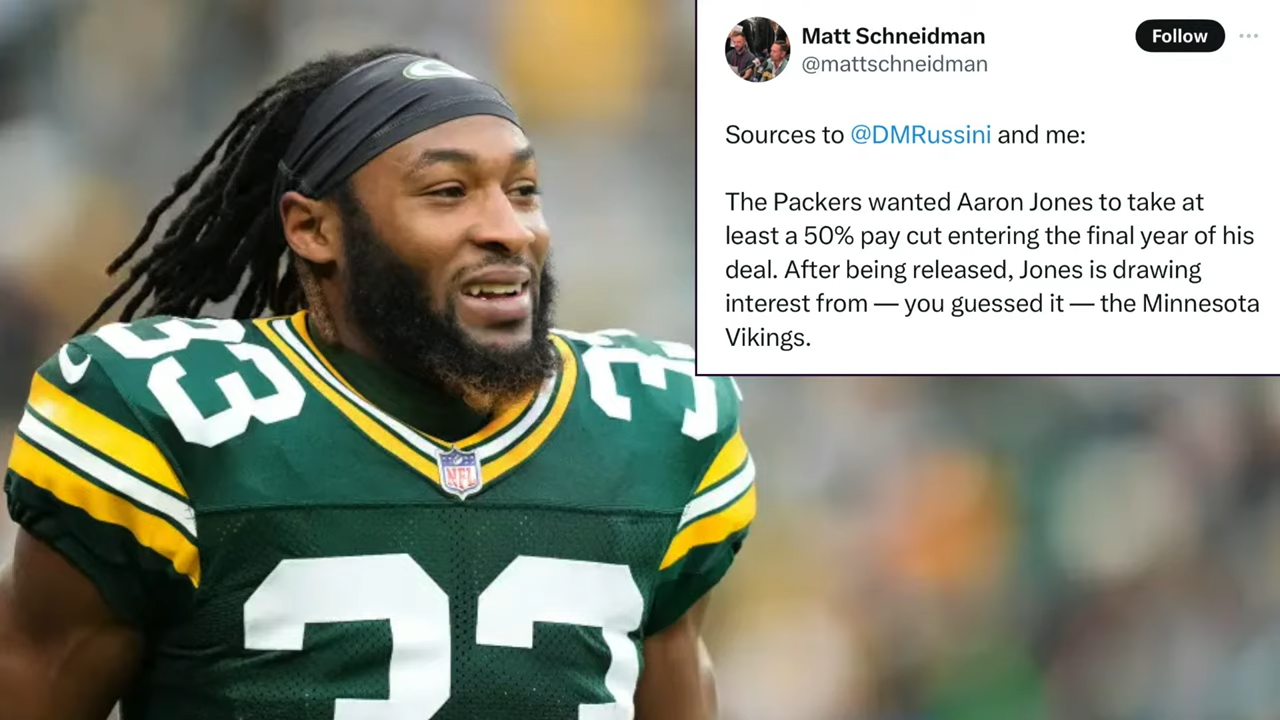 Matt Schneidman
Follow
@mattschneidman
Sources to @DMRussini and me:
The Packers wanted Aaron Jones to take at
least a 50% pay cut entering the final year of his
deal. After being released, Jones is drawing
interest from — you guessed it — the Minnesota
Vikings.
33
33
NFL
33
G